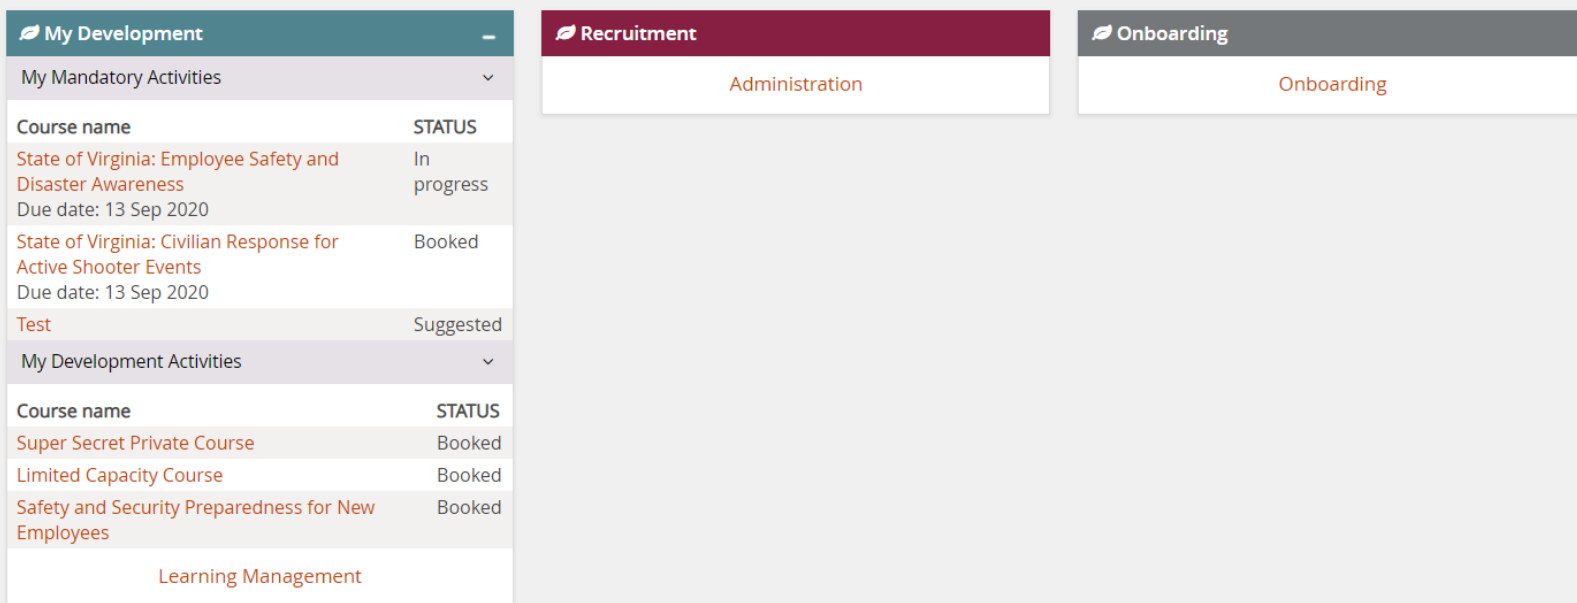 My Development
My Mandatory Activities
Course name STATUS
State of Virginia: Employee Safety and In
Disaster Awareness progress
Due date: 13 Sep 2020
State of Virginia: Civilian Response for Booked
Active Shooter Events
Due date: 13 Sep 2020
Test Suggested
My Development Activities
Course name STATUS
Super Secret Private Course Booked
Limited Capacity Course Booked
Safety and Security Preparedness for New Booked
Employees
Learning Management
Recruitment
Administration
Onboarding
Onboarding